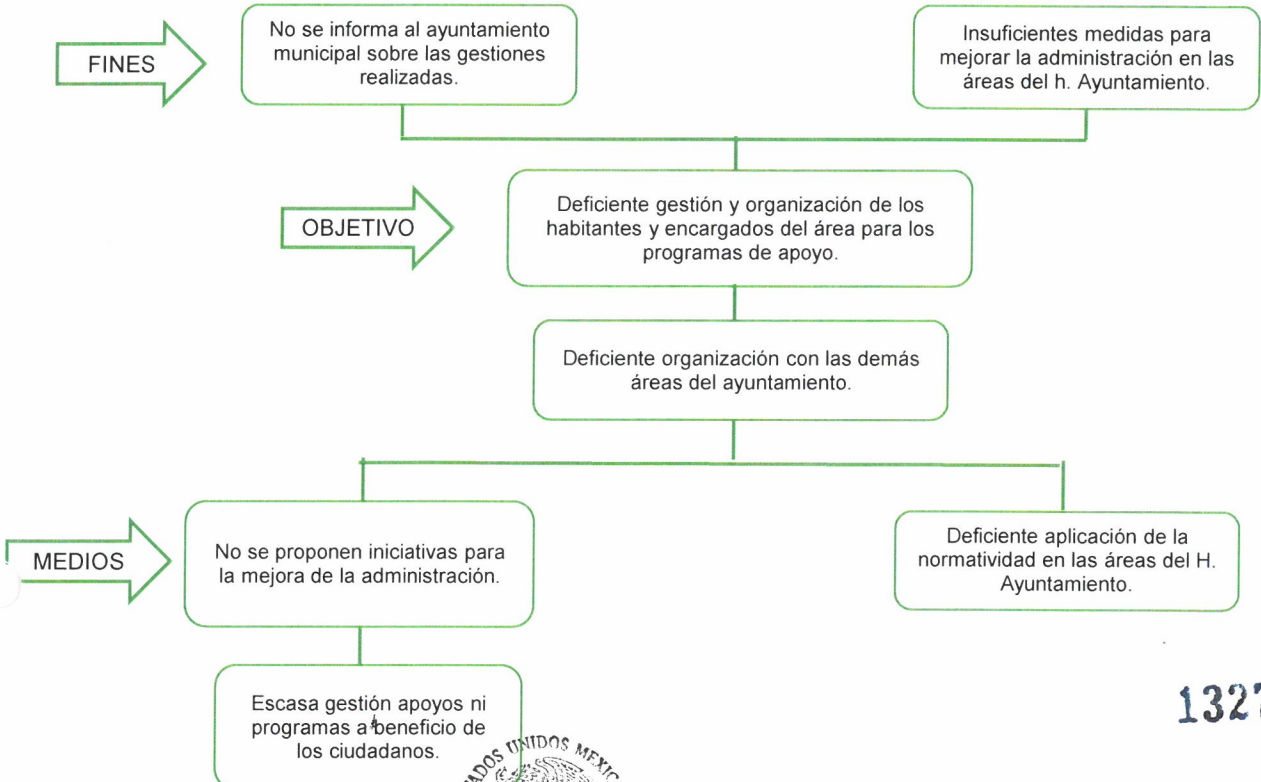 FINES
No se informa al ayuntamiento
municipal sobre las gestiones
realizadas.
Insuficientes medidas para
mejorar la administración en las
áreas del h. Ayuntamiento.
OBJETIVO
Deficiente gestión y organización de los
habitantes y encargados del área para los
programas de apoyo.
Deficiente organización con las demás
áreas del ayuntamiento.
MEDIOS
No se proponen iniciativas para
la mejora de la administración.
Deficiente aplicación de la
normatividad en las áreas del H.
Ayuntamiento.
Escasa gestión apoyos ni
programas a beneficio de
los ciudadanos.
1327
UNIDOS